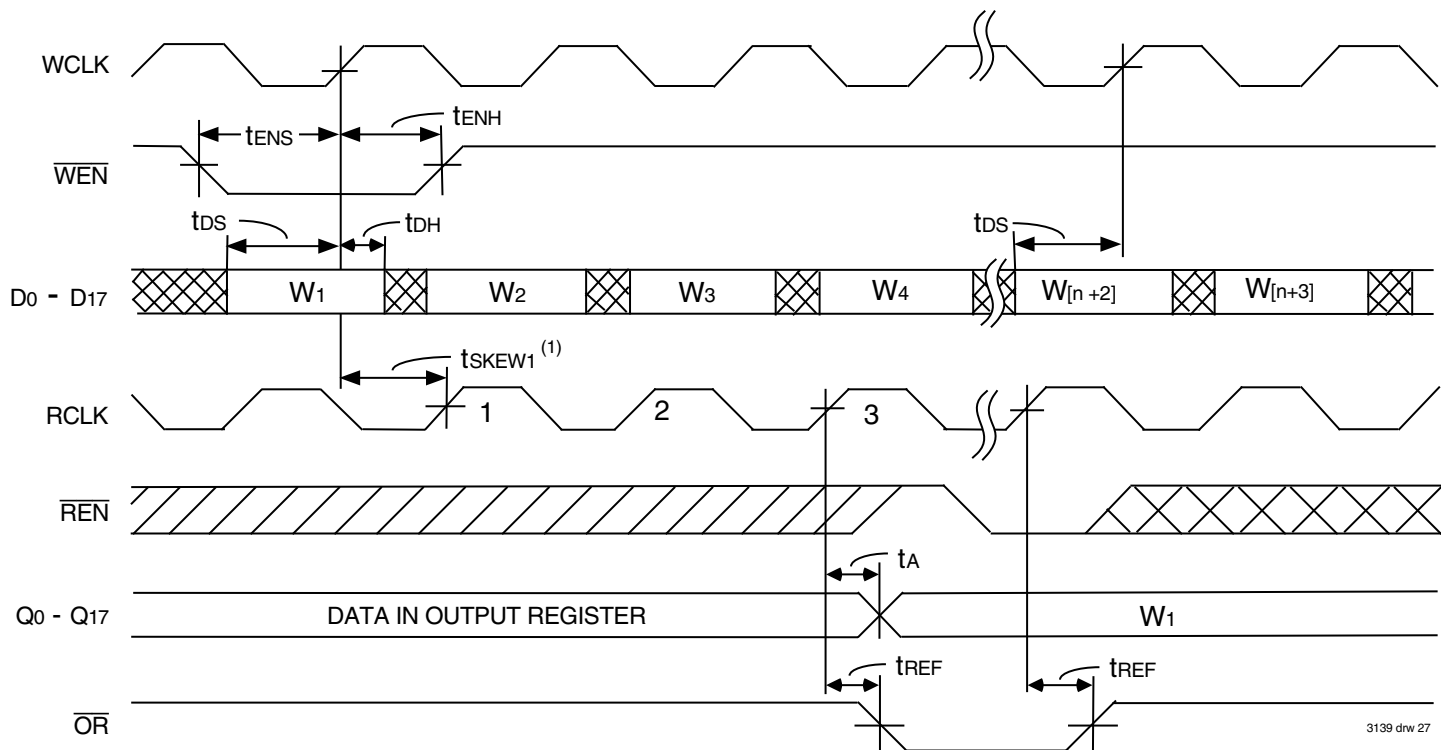 WCLK
tENS
tENH
WEN
tDS
tDH
tDS
D0 - D17
W1
W2
W3
W4
W[n +2]
W[n+3]
tSKEW1 (1)
RCLK
1
2
3
REN
tA
Q0 - Q17
DATA IN OUTPUT REGISTER
W1
tREF
tREF
OR
3139 drw 27